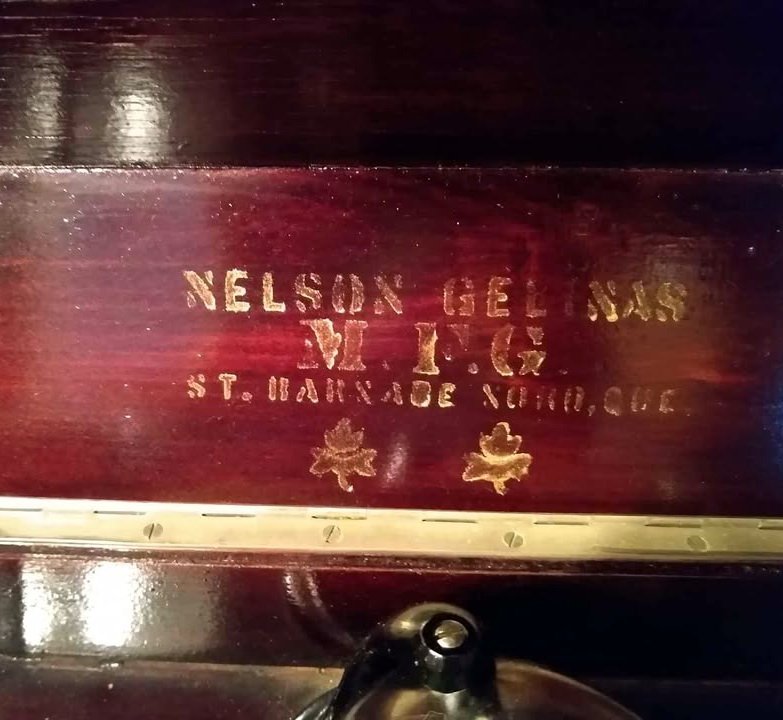 NELSON GELINAS
M.F.G.
ST. BARNABE NORD, QUE.